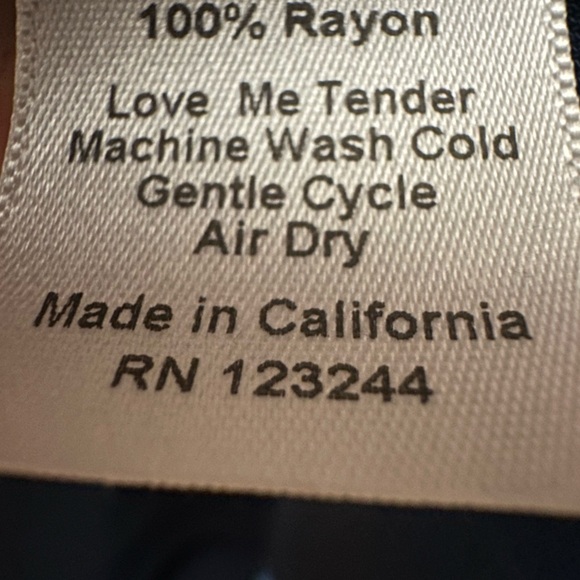 100% Rayon
Love Me Tender
Machine Wash Cold
Gentle Cycle
Air Dry
Made in California
RN 123244